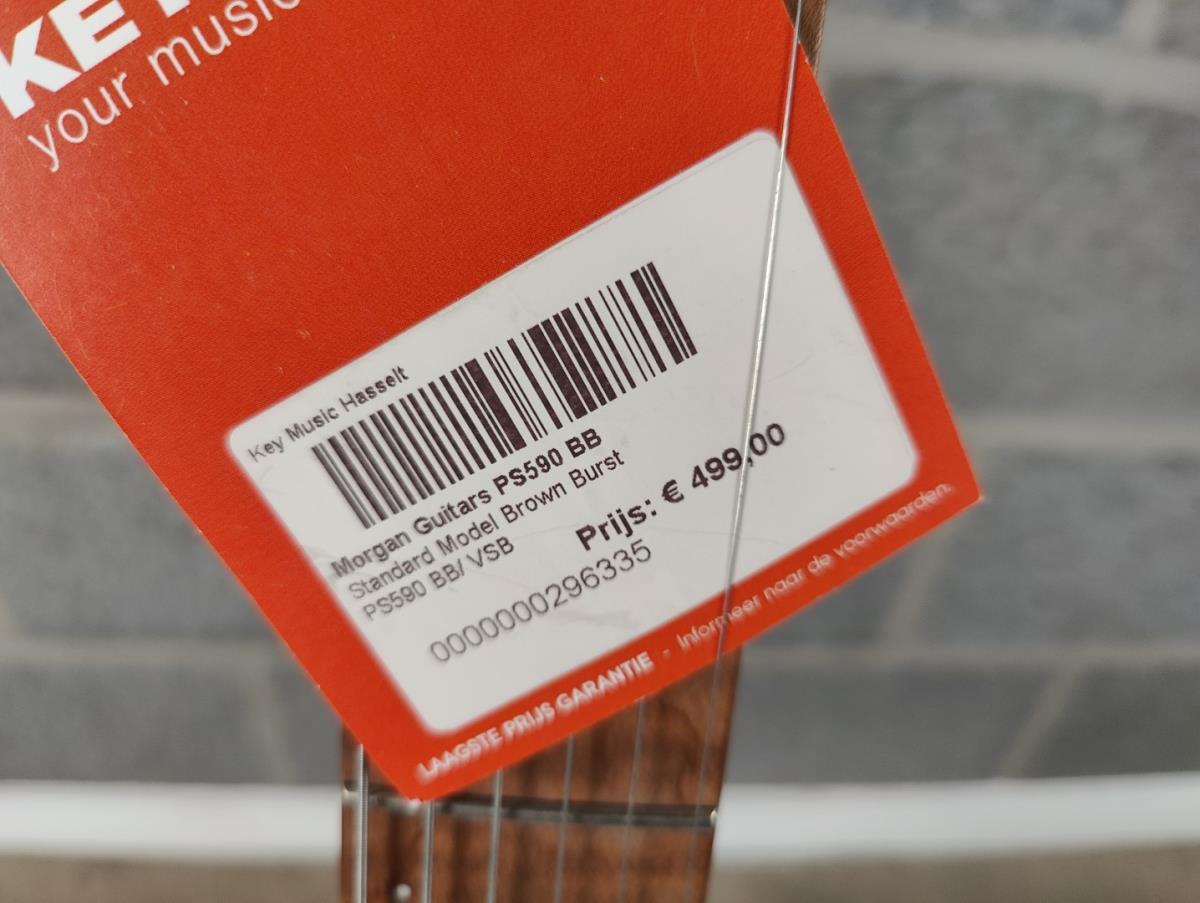 KE
your music
Key Music Hasselt
Morgan Guitars PS590 BB
Standard Model Brown Burst
PS590 BB/ VSB
Prijs: € 499,00
0000000296335
LAAGSTE PRIJS GARANTIE - Informeer naar de voorwaarden.